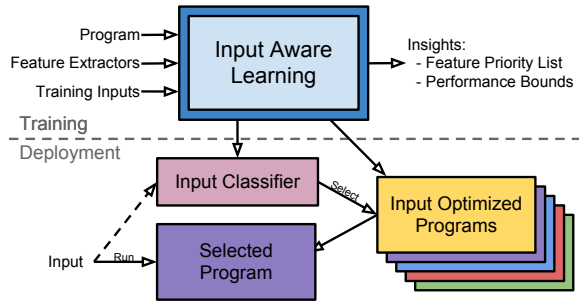 Program
Feature Extractors
Training Inputs
Input Aware
Learning
Insights:
- Feature Priority List
- Performance Bounds
Training
Deployment
Input Classifier
Select
Input Optimized
Programs
Input
Run
Selected
Program